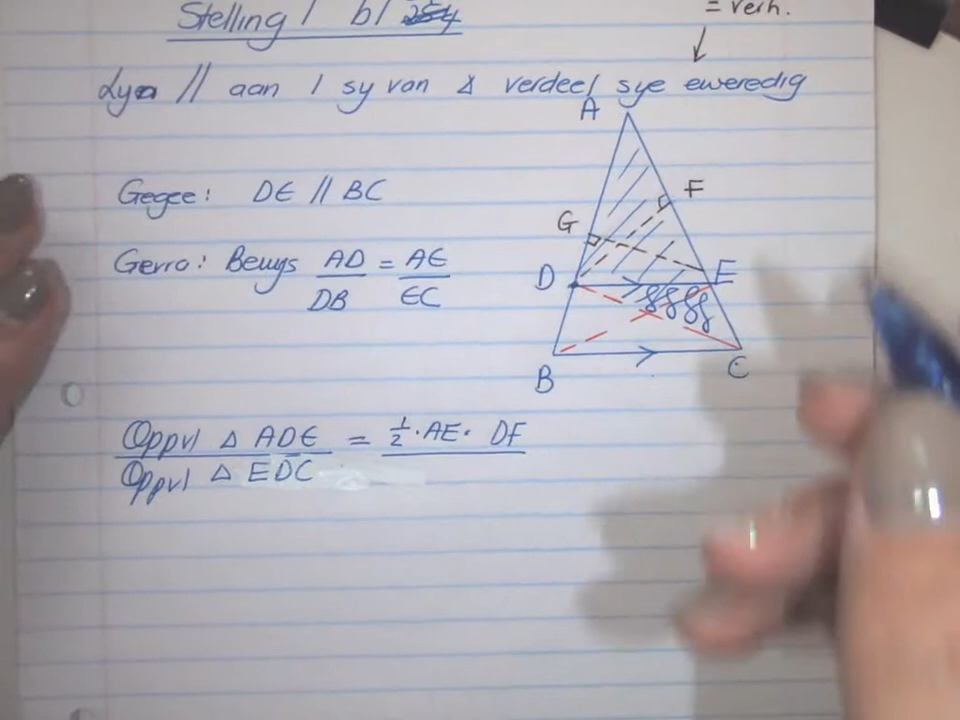 Stelling 1 bl 254
= verh.
Lyn // aan 1 sy van Δ verdeel sye eweredig
A
Gegee: DE // BC
F
G
Gevra: Bewys AD = AE
DB EC
D
E
B
C
Oppvl Δ ADE = ½ · AE · DF
Oppvl Δ EDC